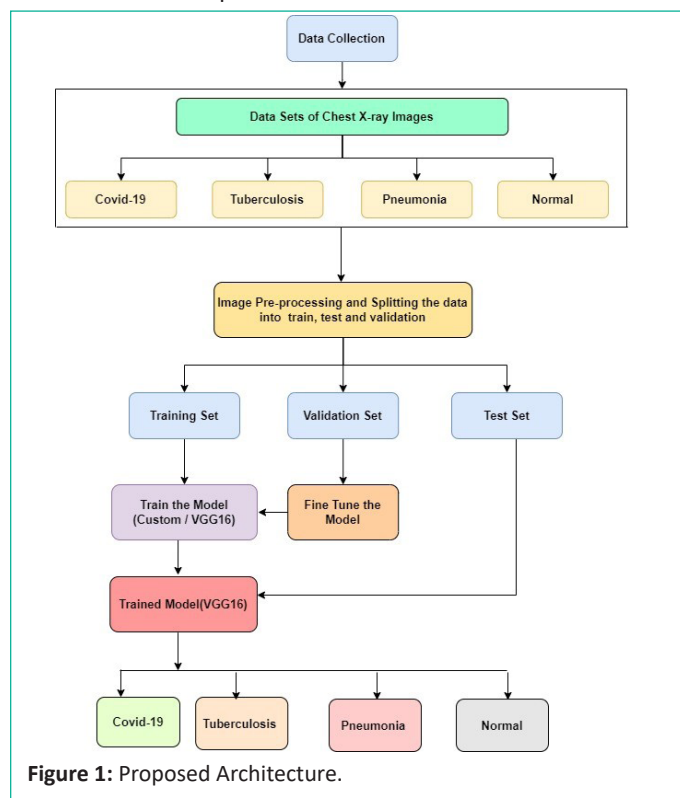 Data Collection
Data Sets of Chest X-ray Images
Covid-19
Tuberculosis
Pneumonia
Normal
Image Pre-processing and Splitting the data
into train, test and validation
Training Set
Validation Set
Test Set
Train the Model
(Custom / VGG16)
Fine Tune the
Model
Trained Model(VGG16)
Covid-19
Tuberculosis
Pneumonia
Normal
Figure 1: Proposed Architecture.